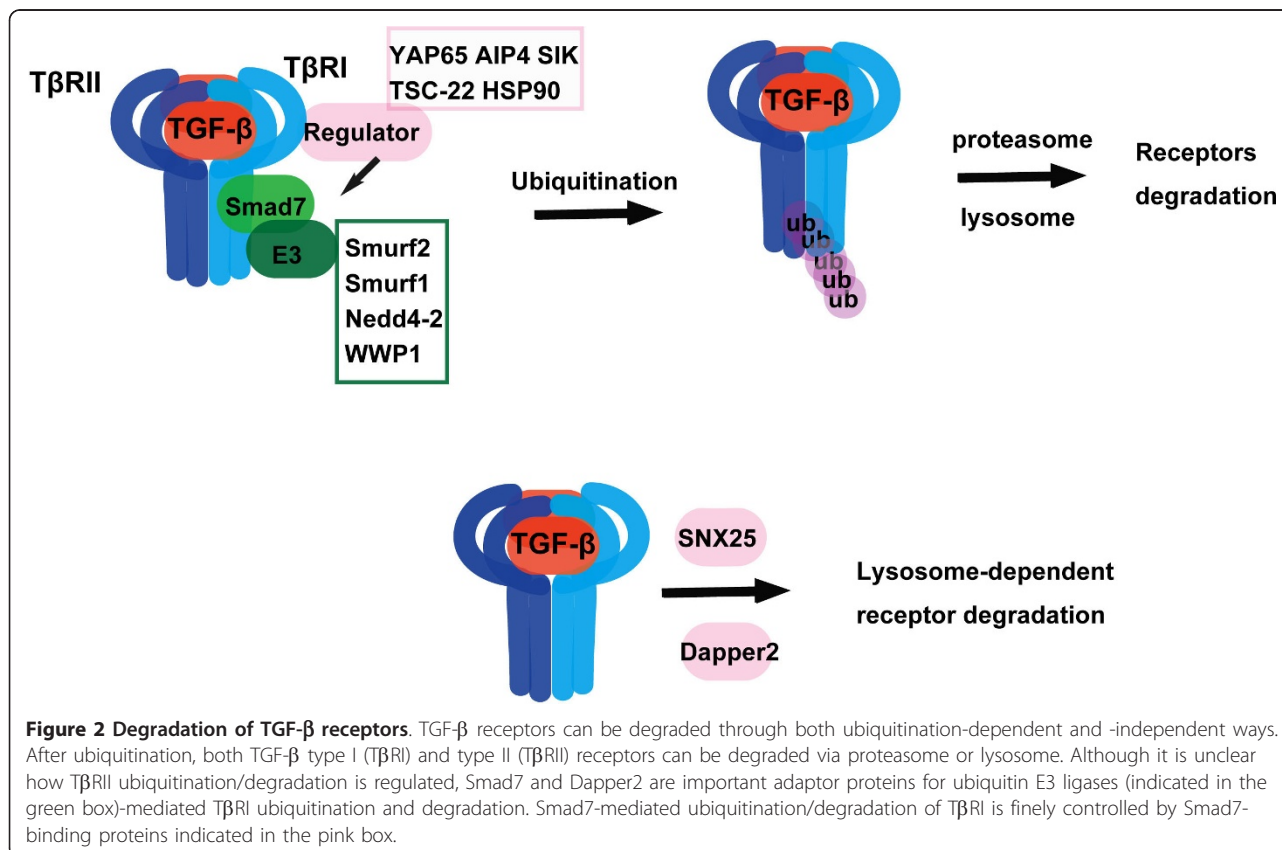 TβRII
TβRI
YAP65 AIP4 SIK
TSC-22 HSP90
TGF-β
Regulator
Smad7
E3
Smurf2
Smurf1
Nedd4-2
WWP1
Ubiquitination
TGF-β
ub
ub
ub
ub
ub
proteasome
lysosome
Receptors
degradation
TGF-β
SNX25
Dapper2
Lysosome-dependent
receptor degradation
Figure 2 Degradation of TGF-β receptors. TGF-β receptors can be degraded through both ubiquitination-dependent and -independent ways.
After ubiquitination, both TGF-β type I (TβRI) and type II (TβRII) receptors can be degraded via proteasome or lysosome. Although it is unclear
how TβRII ubiquitination/degradation is regulated, Smad7 and Dapper2 are important adaptor proteins for ubiquitin E3 ligases (indicated in the
green box)-mediated TβRI ubiquitination and degradation. Smad7-mediated ubiquitination/degradation of TβRI is finely controlled by Smad7-
binding proteins indicated in the pink box.